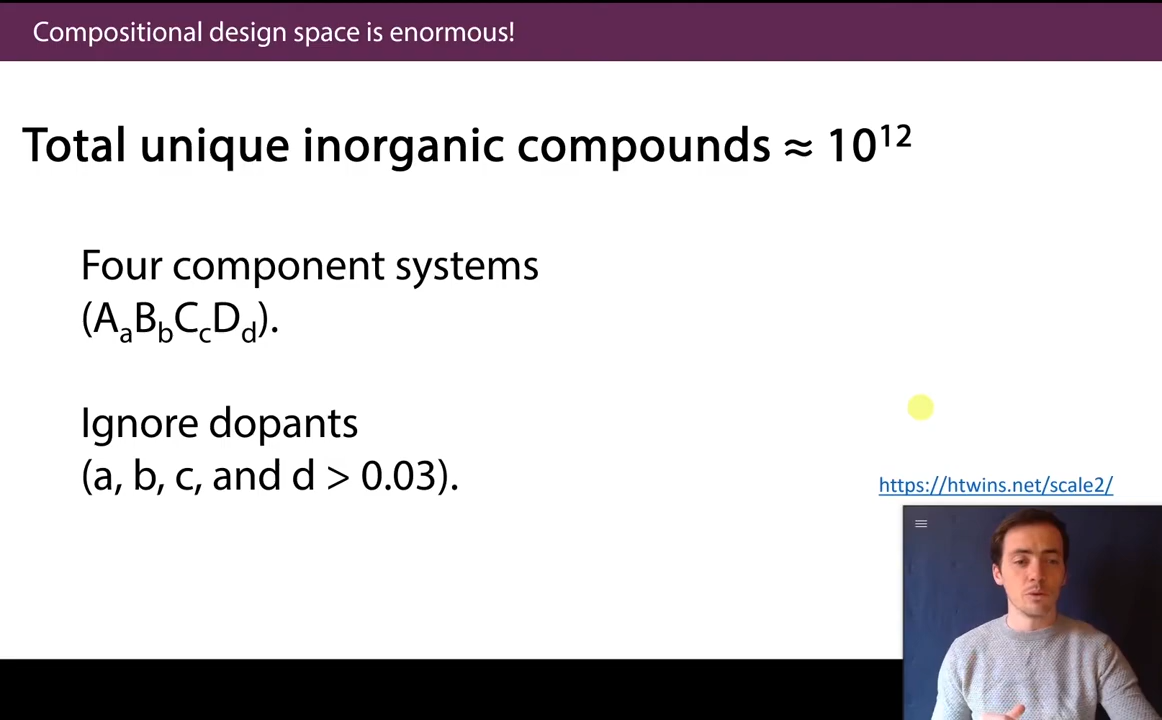 Compositional design space is enormous!
Total unique inorganic compounds ≈ 10¹²
Four component systems
(AₐB_bC_cD_d).
Ignore dopants
(a, b, c, and d > 0.03).
https://htwins.net/scale2/